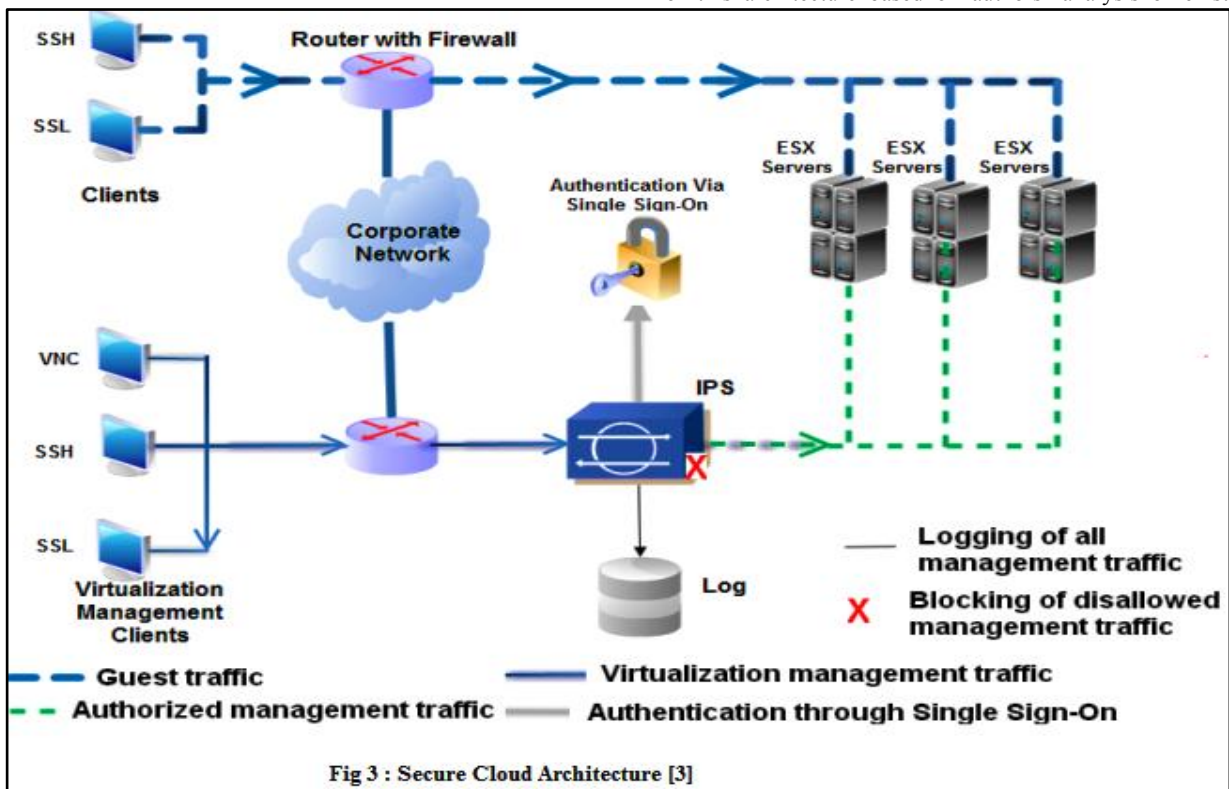 SSH
Router with Firewall
SSL
ESX
Servers
ESX
Servers
ESX
Servers
Clients
Authentication Via
Single Sign-On
Corporate
Network
VNC
IPS
SSH
SSL
Log
Virtualization
Management
Clients
Logging of all
management traffic
X Blocking of disallowed
management traffic
Guest traffic
Virtualization management traffic
Authorized management traffic
Authentication through Single Sign-On
Fig 3 : Secure Cloud Architecture [3]